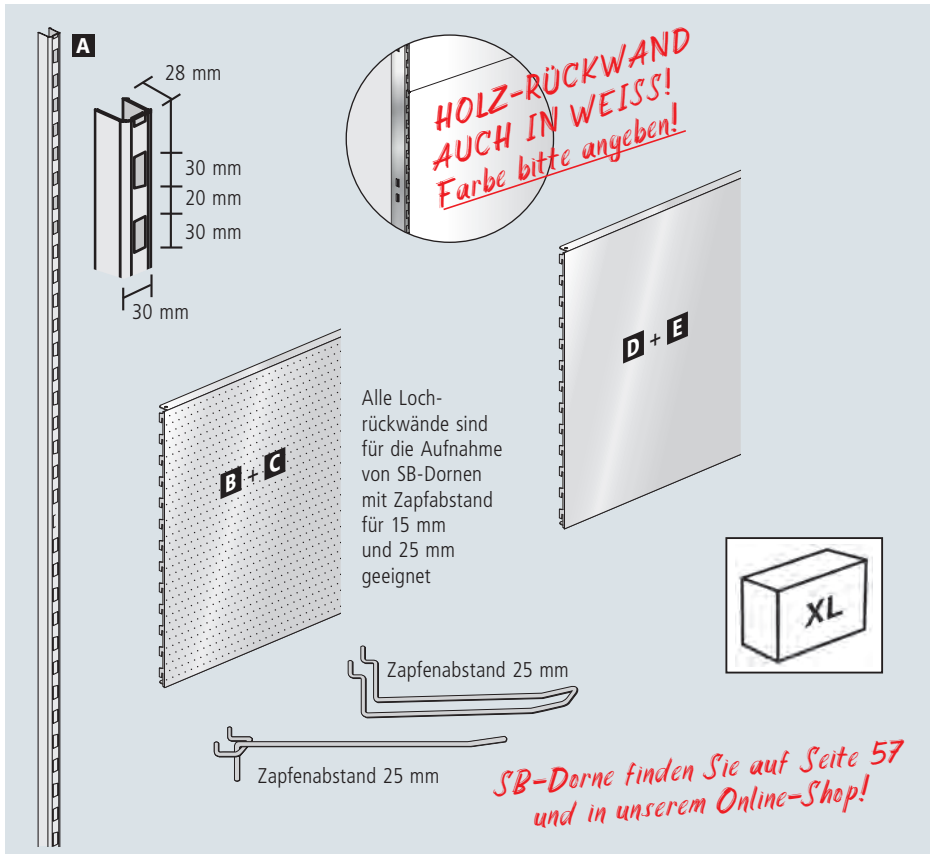 A
28 mm
30 mm
20 mm
30 mm
30 mm
HOLZ-RÜCKWAND
AUCH IN WEISS!
Farbe bitte angeben!
D + E
B + C
Alle Loch-
rückwände sind
für die Aufnahme
von SB-Dornen
mit Zapfabstand
für 15 mm
und 25 mm
geeignet
XL
Zapfenabstand 25 mm
Zapfenabstand 25 mm
SB-Dorne finden Sie auf Seite 57
und in unserem Online-Shop!